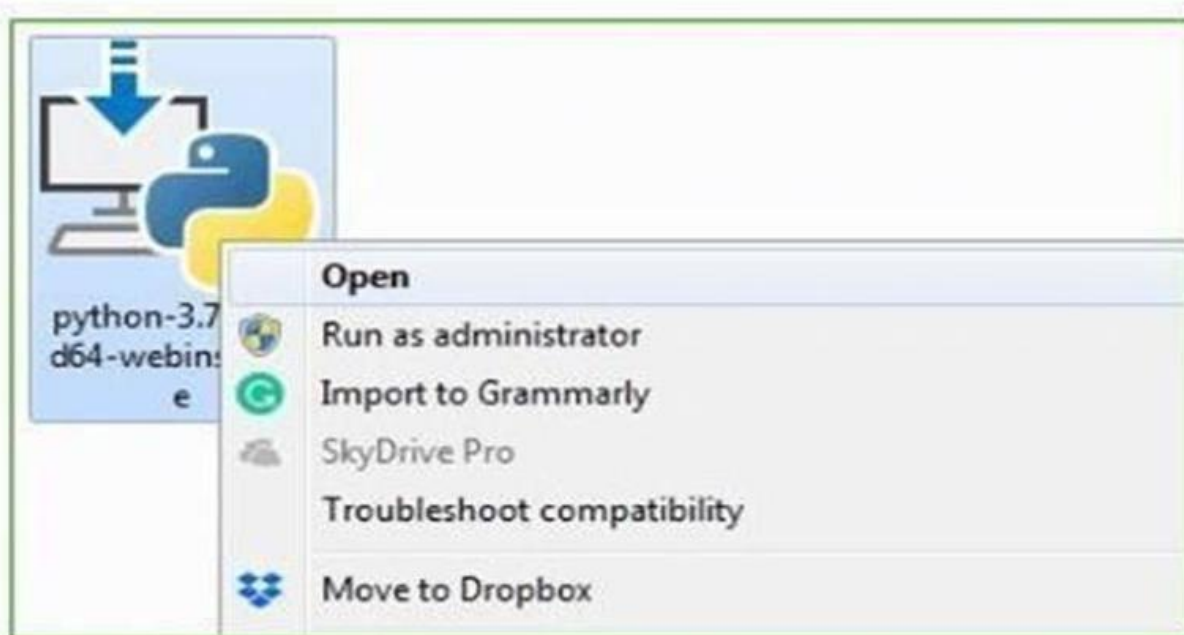 python-3.7
d64-webins
e
Open
Run as administrator
Import to Grammarly
SkyDrive Pro
Troubleshoot compatibility
Move to Dropbox